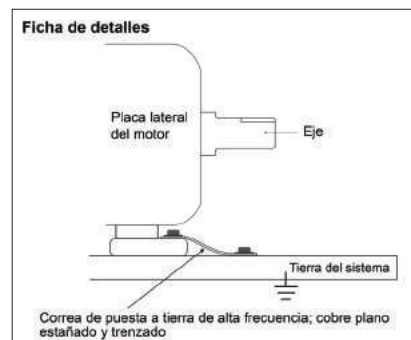 Ficha de detalles
Placa lateral
del motor
Eje
Tierra del sistema
Correa de puesta a tierra de alta frecuencia; cobre plano
estañado y trenzado